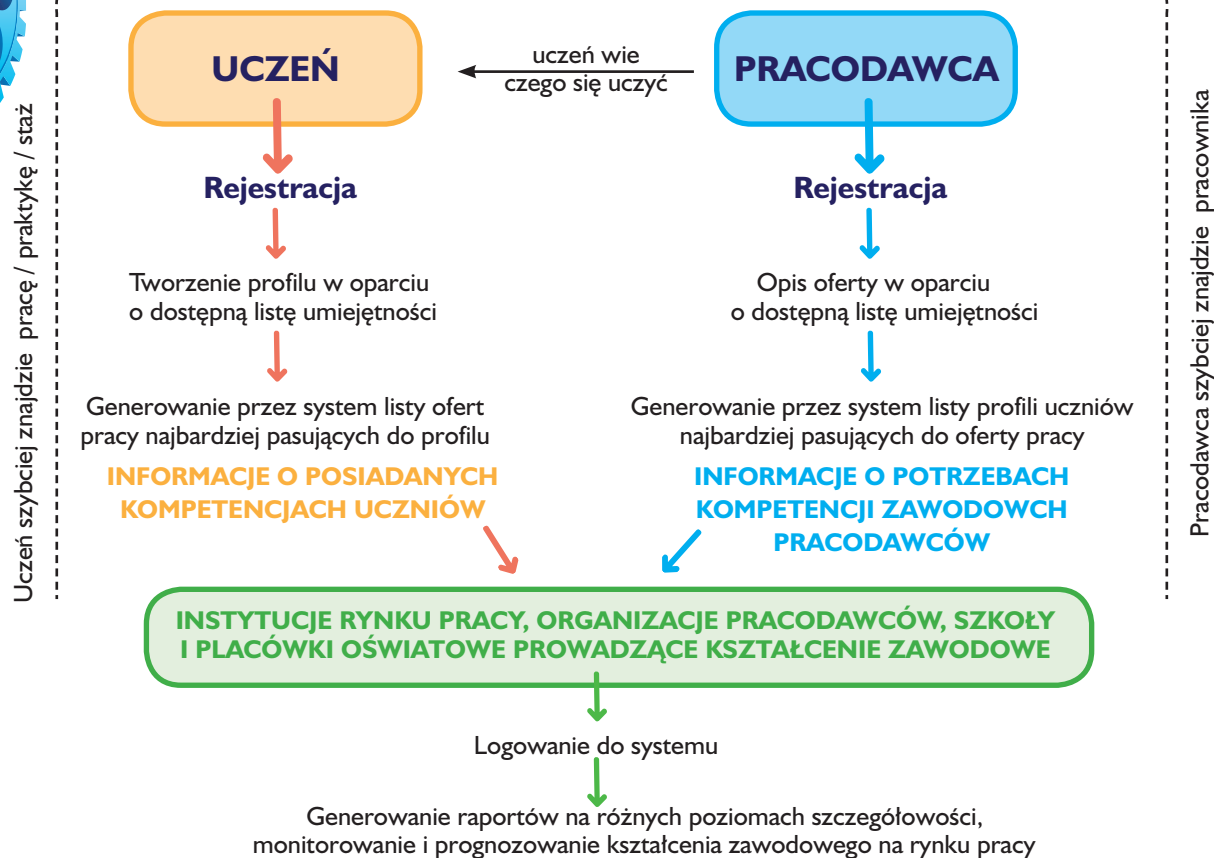 UCZEŃ
uczeń wie
czego się uczyć
PRACODAWCA
Uczeń szybciej znajdzie pracę / praktykę / staż
Rejestracja
Tworzenie profilu w oparciu
o dostępną listę umiejętności
Generowanie przez system listy ofert
pracy najbardziej pasujących do profilu
INFORMACJE O POSIADANYCH
KOMPETENCJACH UCZNIÓW
Rejestracja
Opis oferty w oparciu
o dostępną listę umiejętności
Generowanie przez system listy profili uczniów
najbardziej pasujących do oferty pracy
INFORMACJE O POTRZEBACH
KOMPETENCJI ZAWODOWCH
PRACODAWCÓW
Pracodawca szybciej znajdzie pracownika
INSTYTUCJE RYNKU PRACY, ORGANIZACJE PRACODAWCÓW, SZKOŁY
I PLACÓWKI OŚWIATOWE PROWADZĄCE KSZTAŁCENIE ZAWODOWE
Logowanie do systemu
Generowanie raportów na różnych poziomach szczegółowości,
monitorowanie i prognozowanie kształcenia zawodowego na rynku pracy